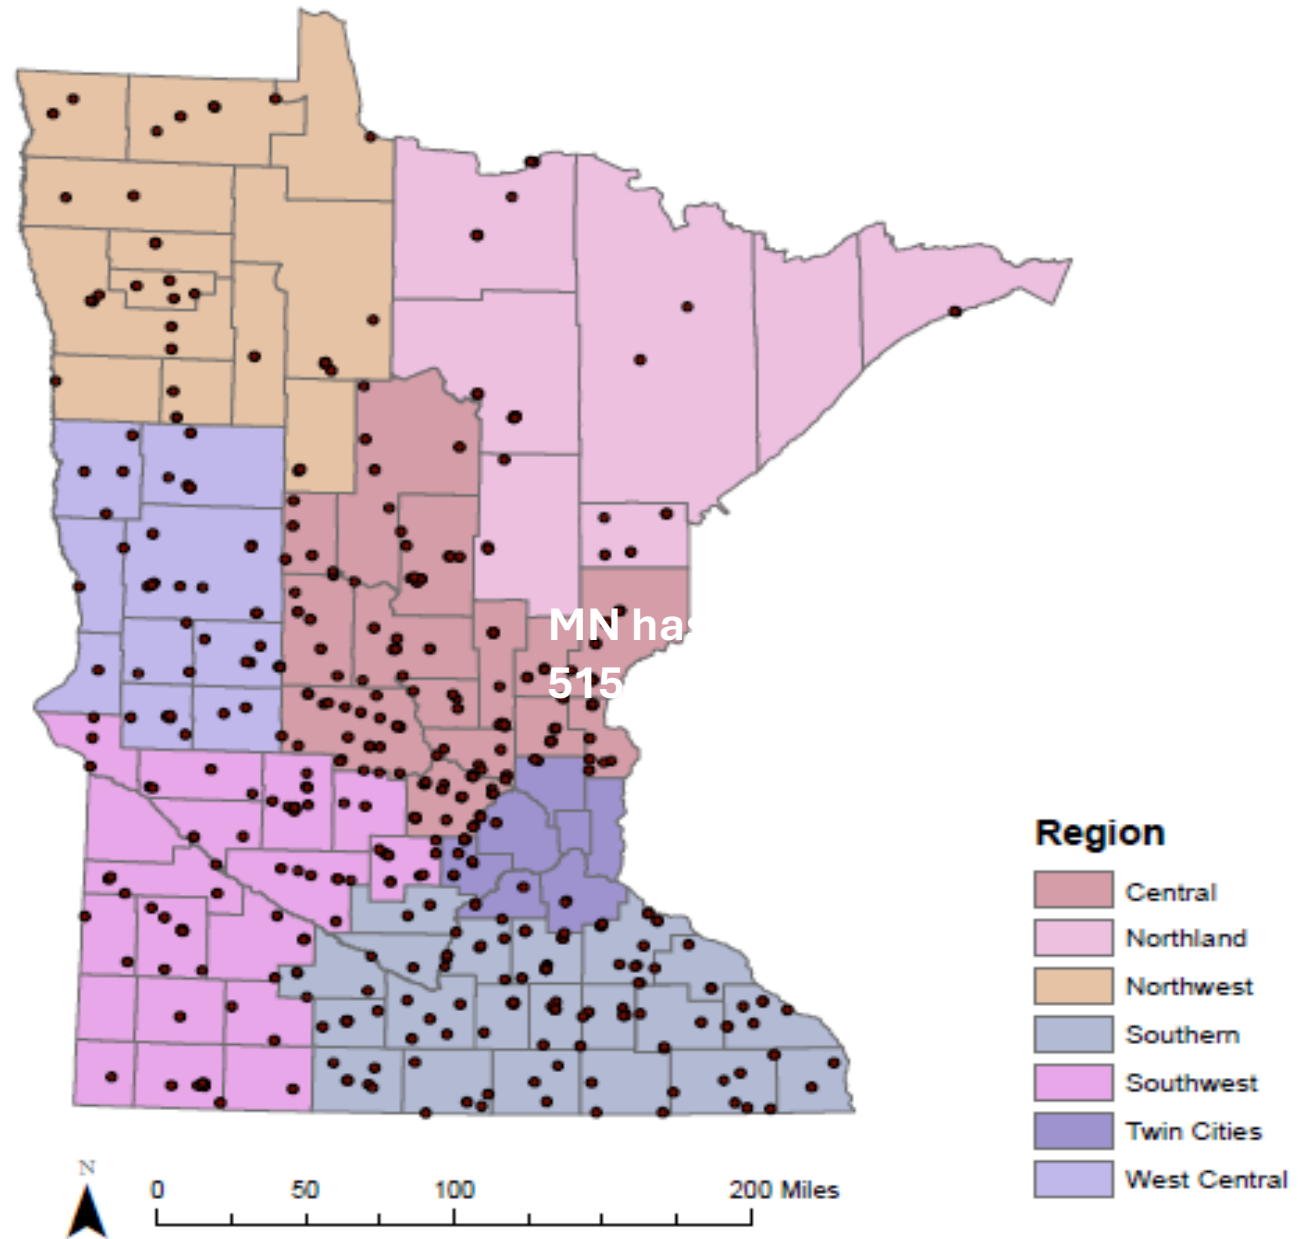 MN has
515
Region
Central
Northland
Northwest
Southern
Southwest
Twin Cities
West Central
N
0 50 100 200 Miles